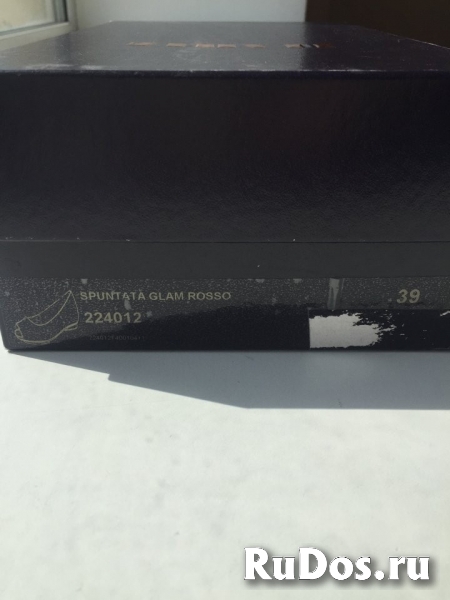 SPUNTATA GLAM ROSSO
39
224012
RuDos.ru